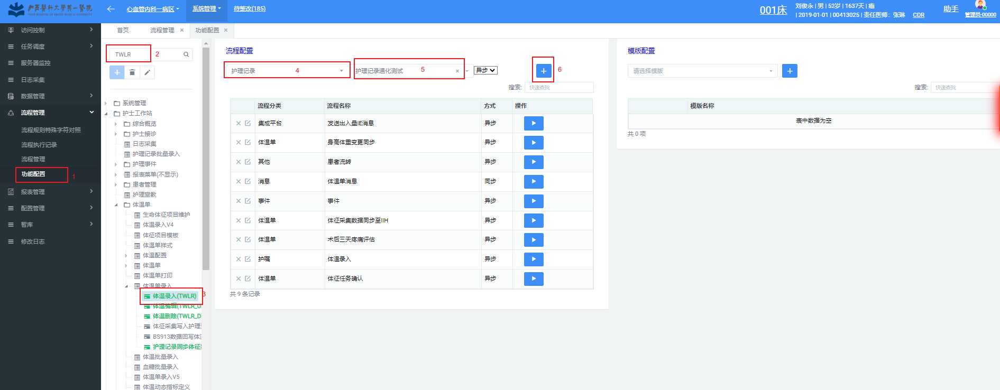 山西醫科大學第一醫院
FIRST HOSPITAL OF SHANXI MEDICAL UNIVERSITY
心血管内科一病区
系统管理
待整改(185)
001床
刘俊永 | 男 | 52岁 | 1637天 | 瘤
| 2019-01-01 | 00413025 | 责任医师：张琳
CDR
助手
管理员-00000
访问控制
任务调度
服务器监控
日志采集
数据管理
流程管理
流程规则特殊字符对照
流程执行记录
流程管理
功能配置
1
报表管理
配置管理
智库
修改日志
首页
流程管理 ×
功能配置 ×
TWLR
2
系统管理
护士工作站
综合概览
护士接诊
日志采集
护理记录批量录入
护理事件
报表菜单(不显示)
患者管理
护理宣教
体温单
生命体征项目维护
体温录入V4
体征项目模板
体温单样式
体温配置
体温单
体温单打印
体温单录入
体温录入(TWLR)
3
体温编辑(TWLR_U
体温删除(TWLR_D
体征采集写入护理
BS913数据回写体
护理记录同步体征
体温批量录入
血糖批量录入
体温单录入V5
体温动态指标定义
流程配置
护理记录
4
护理记录通化测试
5
×
异步
+
6
搜索:
快速查找
流程分类 流程名称 方式 操作
集成平台 发送出入量IE消息 异步
体温单 身高体重变更同步 异步
其他 患者流转 异步
消息 体温单消息 同步
事件 事件 异步
体温单 体征采集数据同步至IIH 异步
体温单 术后三天疼痛评估 异步
护嘱 体温录入 异步
体温单 体征任务确认 异步
共 9 条记录
模版配置
请选择模版
+
搜索:
快速查找
模版名称
表中数据为空
共 0 项